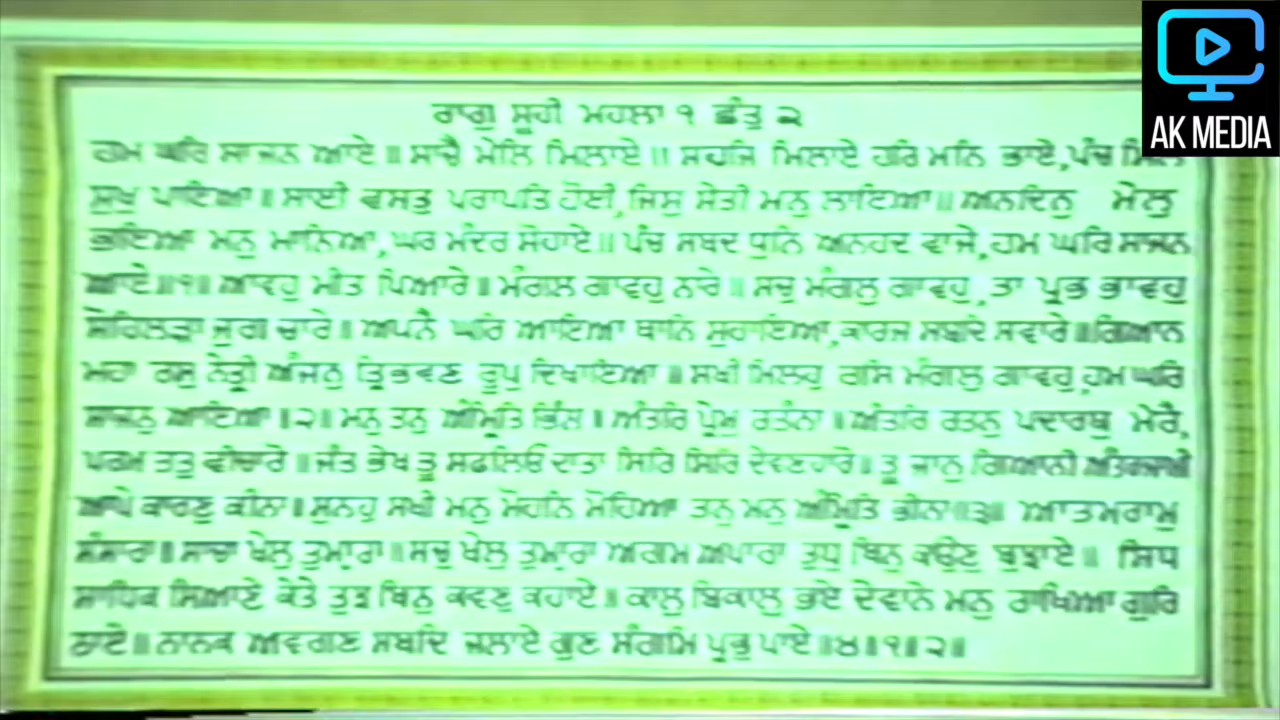 ਰਾਗੁ ਸੂਹੀ ਮਹਲਾ ੧ ਛੰਤੁ ੨
ਹਮ ਘਰਿ ਸਾਜਨ ਆਏ ॥ ਸਾਚੈ ਮੇਲਿ ਮਿਲਾਏ ॥ ਸਹਜਿ ਮਿਲਾਏ ਹਰਿ ਮਨਿ ਭਾਏ, ਪੰਚ ਮਿਲੇ
ਸੁਖੁ ਪਾਇਆ ॥ ਸਾਈ ਵਸਤੁ ਪਰਾਪਤਿ ਹੋਈ, ਜਿਸੁ ਸੇਤੀ ਮਨੁ ਲਾਇਆ ॥ ਅਨਦਿਨੁ ਮੇਲੁ
ਭਇਆ ਮਨੁ ਮਾਨਿਆ, ਘਰ ਮੰਦਰ ਸੋਹਾਏ ॥ ਪੰਚ ਸਬਦ ਧੁਨਿ ਅਨਹਦ ਵਾਜੇ, ਹਮ ਘਰਿ ਸਾਜਨ
ਆਏ ॥੧॥ ਆਵਹੁ ਮੀਤ ਪਿਆਰੇ ॥ ਮੰਗਲ ਗਾਵਹੁ ਨਾਰੇ ॥ ਸਚੁ ਮੰਗਲੁ ਗਾਵਹੁ, ਤਾ ਪ੍ਰਭ ਭਾਵਹੁ
ਸੋਹਿਲੜਾ ਜੁਗ ਚਾਰੇ ॥ ਅਪਨੈ ਘਰਿ ਆਇਆ ਥਾਨਿ ਸੁਹਾਇਆ, ਕਾਰਜ ਸਬਦਿ ਸਵਾਰੇ ॥ ਗਿਆਨ
ਮਹਾ ਰਸੁ ਨੇਤ੍ਰੀ ਅੰਜਨੁ ਤ੍ਰਿਭਵਣ ਰੂਪੁ ਦਿਖਾਇਆ ॥ ਸਖੀ ਮਿਲਹੁ ਰਸਿ ਮੰਗਲੁ ਗਾਵਹੁ, ਹਮ ਘਰਿ
ਸਾਜਨੁ ਆਇਆ ॥੨॥ ਮਨੁ ਤਨੁ ਅੰਮ੍ਰਿਤਿ ਭਿੰਨਾ ॥ ਅੰਤਰਿ ਪ੍ਰੇਮੁ ਰਤੰਨਾ ॥ ਅੰਤਰਿ ਰਤਨੁ ਪਦਾਰਥੁ ਮੇਰੈ,
ਪਰਮ ਤਤੁ ਵੀਚਾਰੋ ॥ ਜੰਤ ਭੇਖ ਤੂ ਸਫਲਿਓ ਦਾਤਾ ਸਿਰਿ ਸਿਰਿ ਦੇਵਣਹਾਰੋ ॥ ਤੂ ਜਾਨੁ ਗਿਆਨੀ ਅੰਤਰਜਾਮੀ
ਆਪੇ ਕਾਰਣੁ ਕੀਨਾ ॥ ਸੁਨਹੁ ਸਖੀ ਮਨੁ ਮੋਹਨਿ ਮੋਹਿਆ ਤਨੁ ਮਨੁ ਅੰਮ੍ਰਿਤਿ ਭੀਨਾ ॥੩॥ ਆਤਮਰਾਮੁ
ਸੰਸਾਰਾ ॥ ਸਾਚਾ ਖੇਲੁ ਤੁਮ੍ਹਾਰਾ ॥ ਸਚੁ ਖੇਲੁ ਤੁਮ੍ਹਾਰਾ ਅਗਮ ਅਪਾਰਾ ਤੁਧੁ ਬਿਨੁ ਕਉਣੁ ਬੁਝਾਏ ॥ ਸਿਧ
ਸਾਧਿਕ ਸਿਆਣੇ ਕੇਤੇ ਤੁਝ ਬਿਨੁ ਕਵਣੁ ਕਹਾਏ ॥ ਕਾਲੁ ਬਿਕਾਲੁ ਭਏ ਦੇਵਾਨੇ ਮਨੁ ਰਾਖਿਆ ਗੁਰਿ
ਠਾਏ ॥ ਨਾਨਕ ਅਵਗਣ ਸਬਦਿ ਜਲਾਏ ਗੁਣ ਸੰਗਮਿ ਪ੍ਰਭੁ ਪਾਏ ॥੪॥੧॥੨॥
AK MEDIA